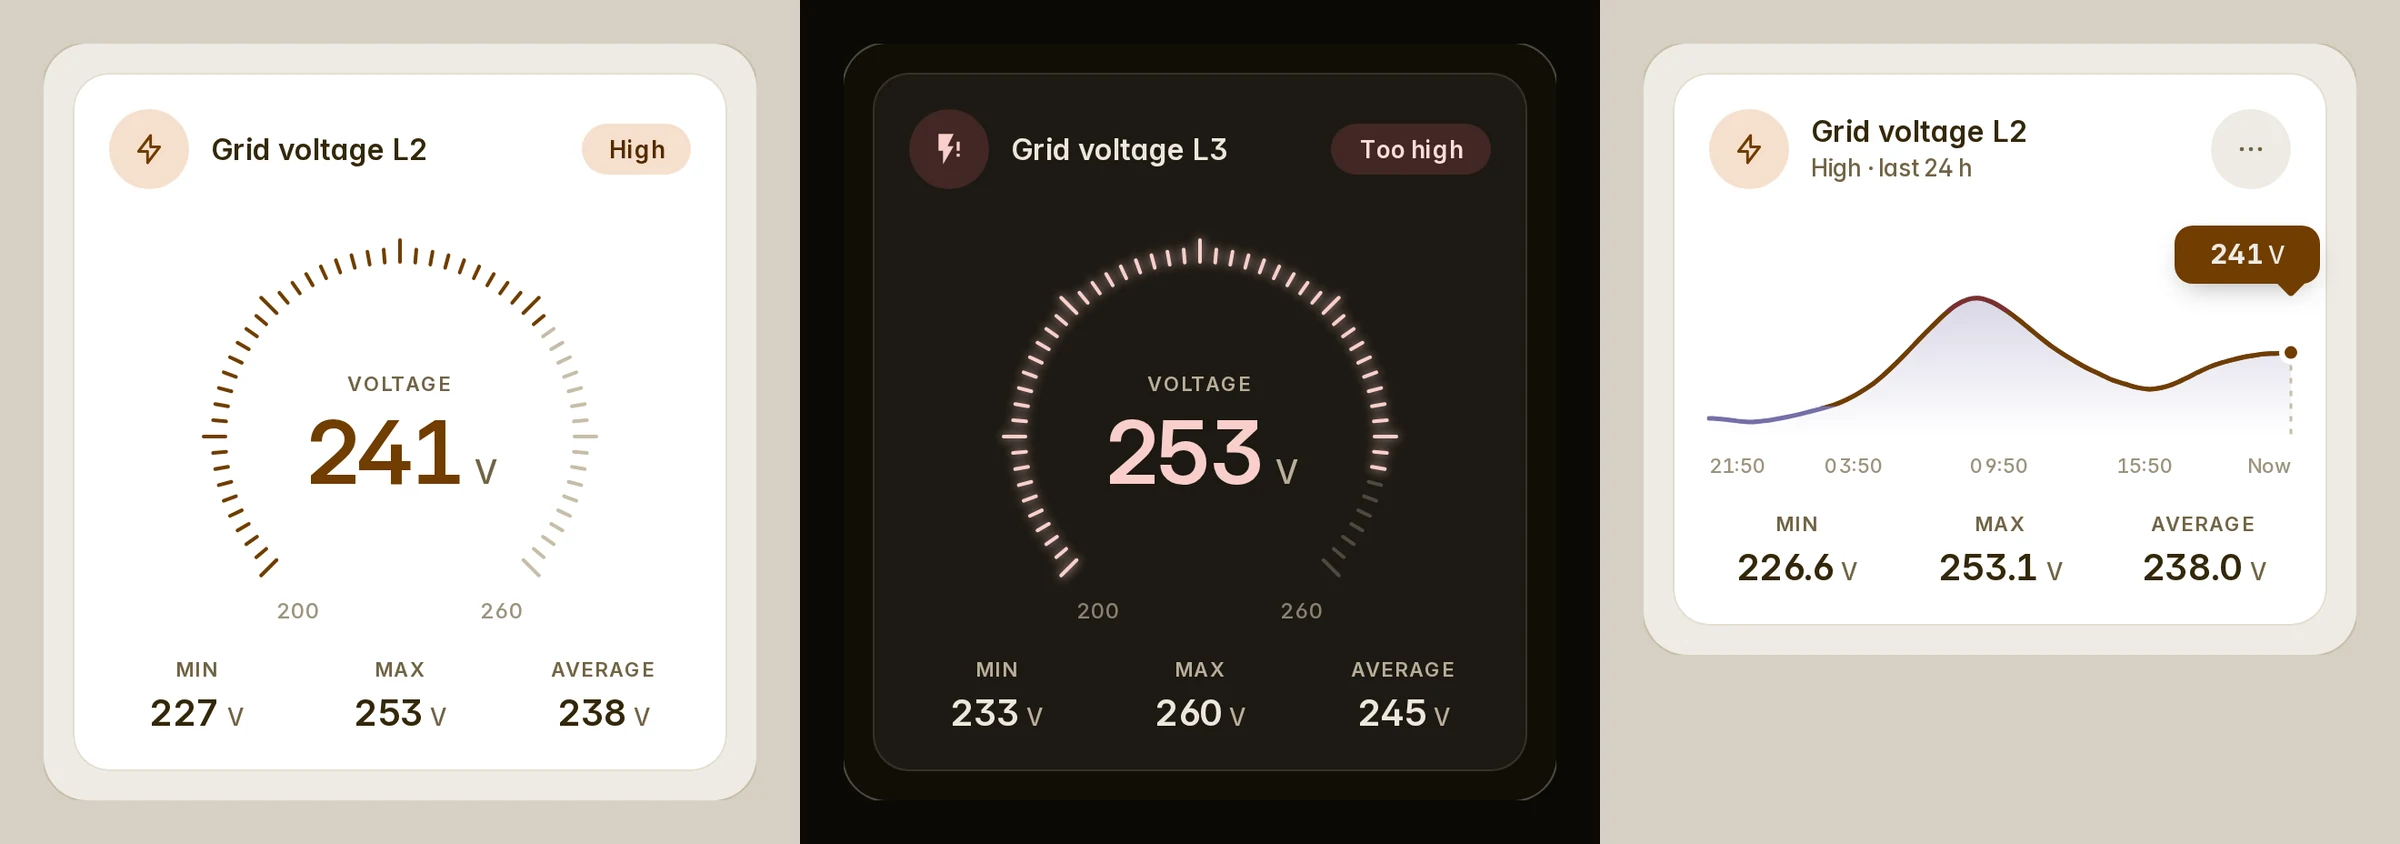 Grid voltage L2
High
VOLTAGE
241 V
200 260
MIN MAX AVERAGE
227 V 253 V 238 V
Grid voltage L3
Too high
VOLTAGE
253 V
200 260
MIN MAX AVERAGE
233 V 260 V 245 V
Grid voltage L2
High · last 24 h
241 V
21:50 03:50 09:50 15:50 Now
MIN MAX AVERAGE
226.6 V 253.1 V 238.0 V